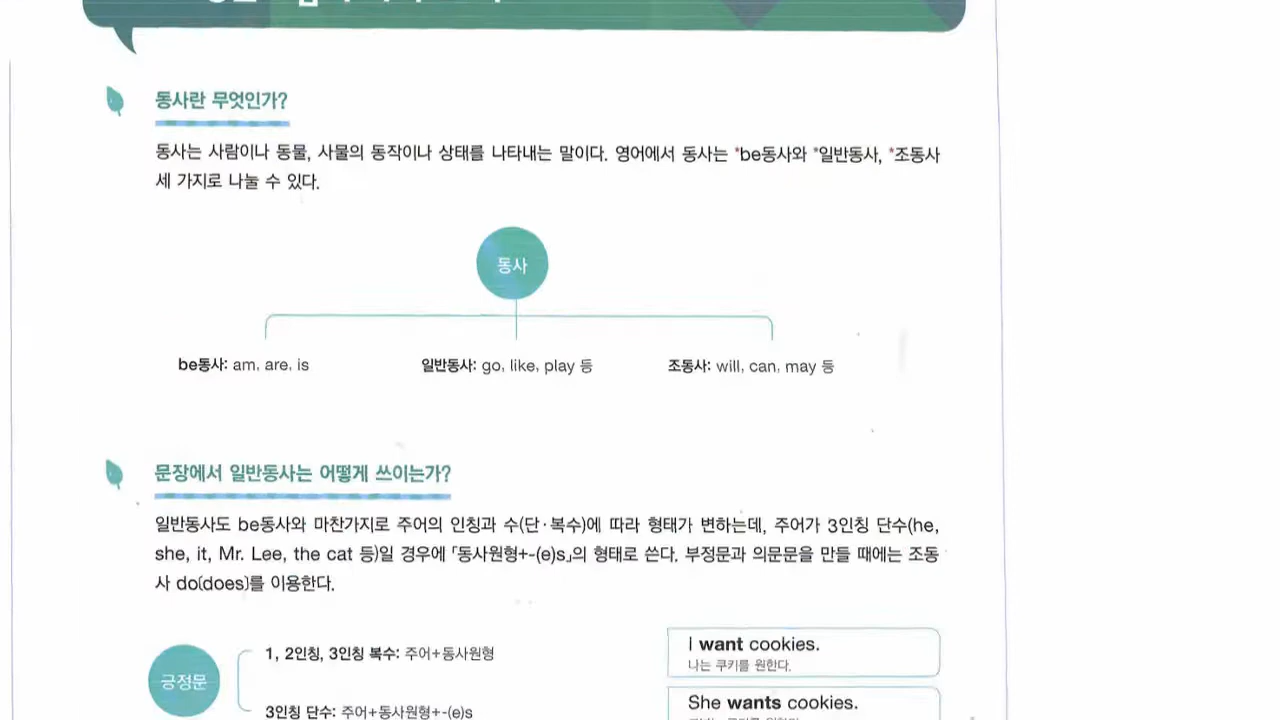 동사란 무엇인가?
동사는 사람이나 동물, 사물의 동작이나 상태를 나타내는 말이다. 영어에서 동사는 *be동사와 *일반동사, *조동사
세 가지로 나눌 수 있다.
동사
be동사: am, are, is
일반동사: go, like, play 등
조동사: will, can, may 등
문장에서 일반동사는 어떻게 쓰이는가?
일반동사도 be동사와 마찬가지로 주어의 인칭과 수(단·복수)에 따라 형태가 변하는데, 주어가 3인칭 단수(he,
she, it, Mr. Lee, the cat 등)일 경우에 「동사원형+-(e)s」의 형태로 쓴다. 부정문과 의문문을 만들 때에는 조동
사 do(does)를 이용한다.
긍정문
1, 2인칭, 3인칭 복수: 주어+동사원형
I want cookies.
나는 쿠키를 원한다.
3인칭 단수: 주어+동사원형+-(e)s
She wants cookies.